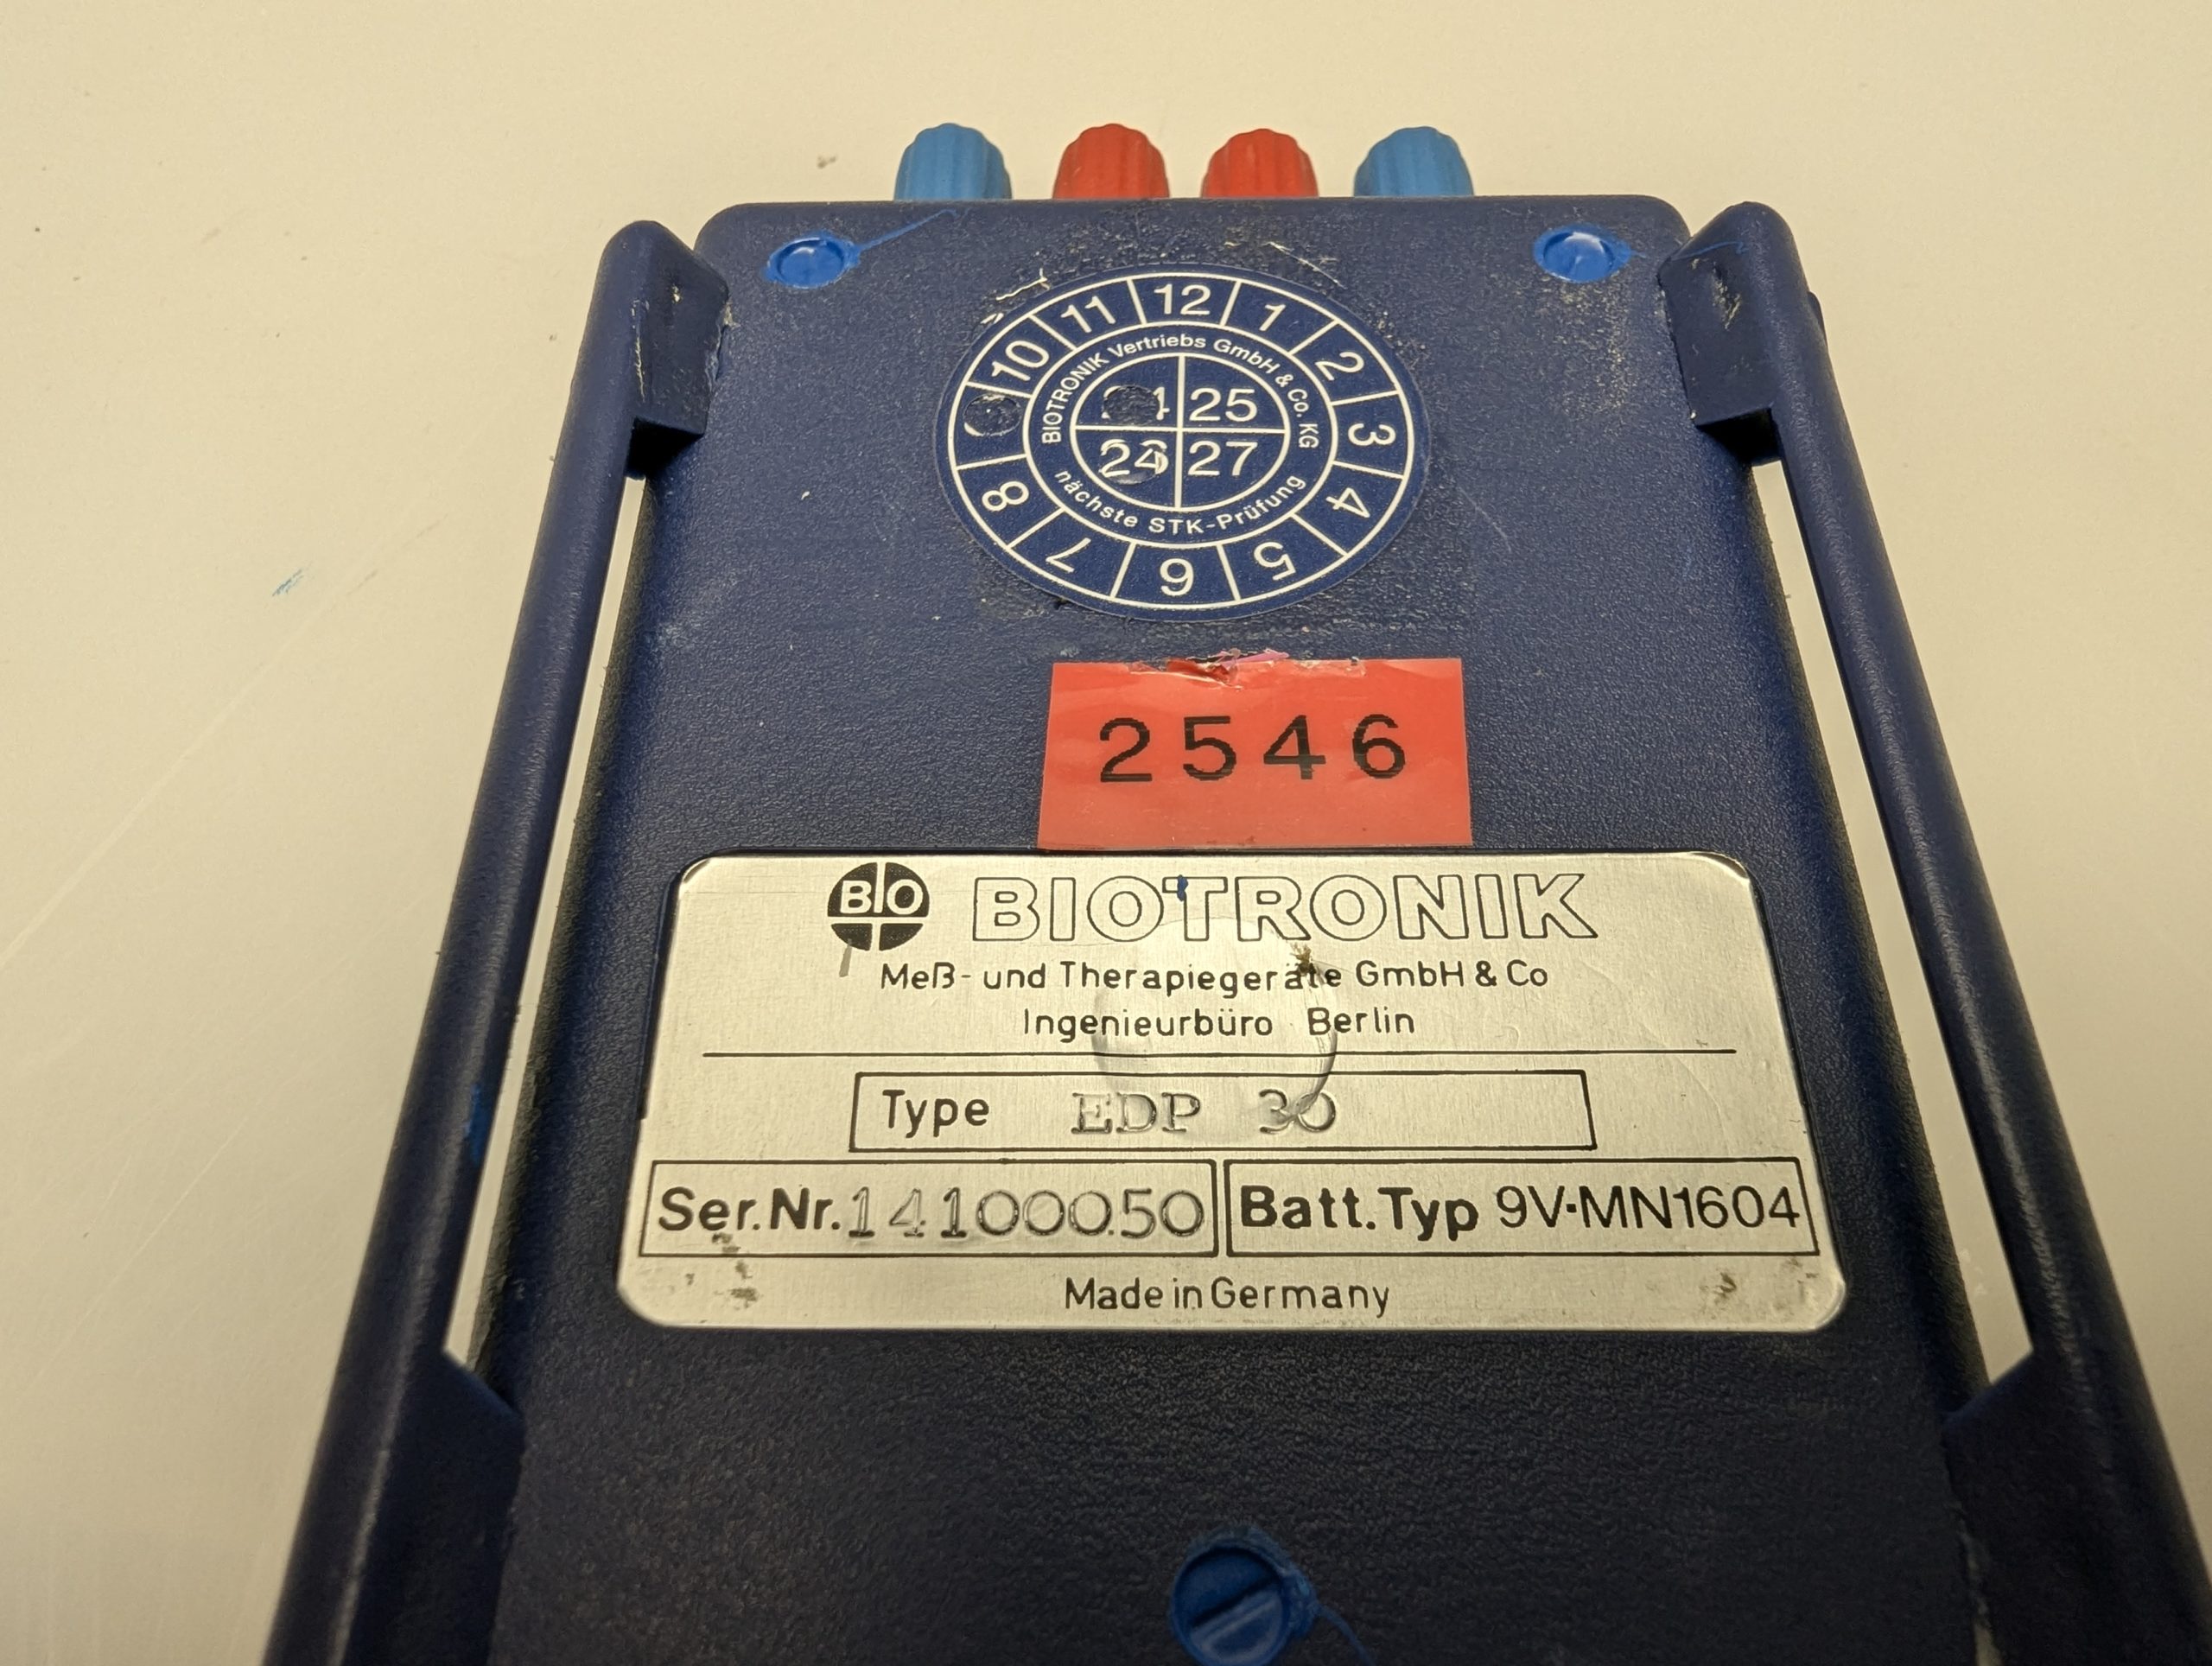 10 11 12 1 2 3 4 5 6 7 8
BIOTRONIK Vertriebs GmbH & Co. KG
25
27
nächste STK-Prüfung
2546
BIO BIOTRONIK
Meß- und Therapiegeräte GmbH & Co
Ingenieurbüro Berlin
Type EDP 30
Ser.Nr. 14100050 Batt.Typ 9V-MN1604
Made in Germany